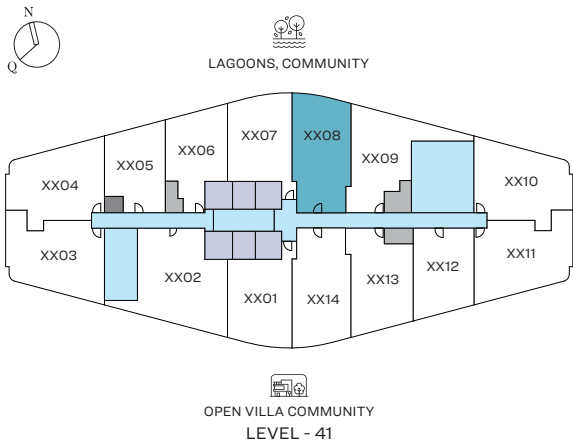 N
Q
LAGOONS, COMMUNITY
XX07
XX08
XX06
XX09
XX05
XX04
XX10
XX03
XX11
XX02
XX12
XX13
XX01
XX14
OPEN VILLA COMMUNITY
LEVEL - 41